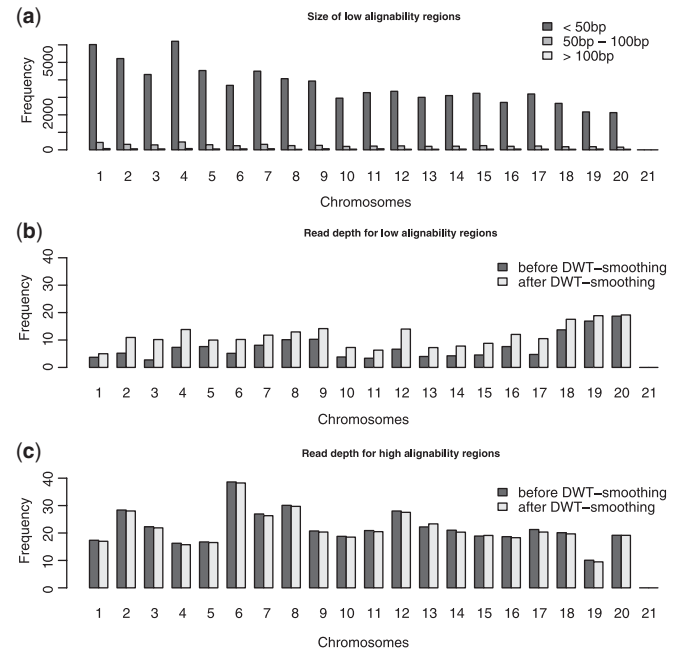 (a)
Size of low alignability regions
< 50bp
50bp − 100bp
> 100bp
Frequency
0 2000 5000
1 2 3 4 5 6 7 8 9 10 11 12 13 14 15 16 17 18 19 20 21
Chromosomes
(b)
Read depth for low alignability regions
before DWT−smoothing
after DWT−smoothing
Frequency
0 10 20 30 40
1 2 3 4 5 6 7 8 9 10 11 12 13 14 15 16 17 18 19 20 21
Chromosomes
(c)
Read depth for high alignability regions
before DWT−smoothing
after DWT−smoothing
Frequency
0 10 20 30 40
1 2 3 4 5 6 7 8 9 10 11 12 13 14 15 16 17 18 19 20 21
Chromosomes